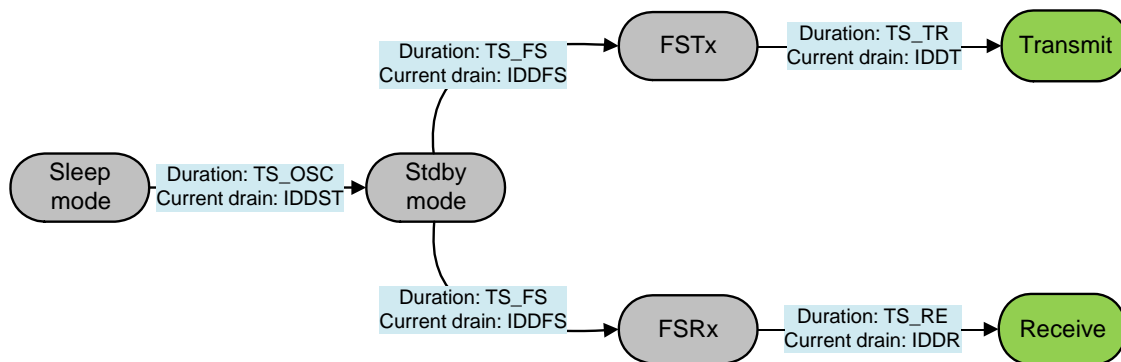 Duration: TS_FS
Current drain: IDDFS
FSTx
Duration: TS_TR
Current drain: IDDT
Transmit
Sleep
mode
Duration: TS_OSC
Current drain: IDDST
Stdby
mode
Duration: TS_FS
Current drain: IDDFS
FSRx
Duration: TS_RE
Current drain: IDDR
Receive